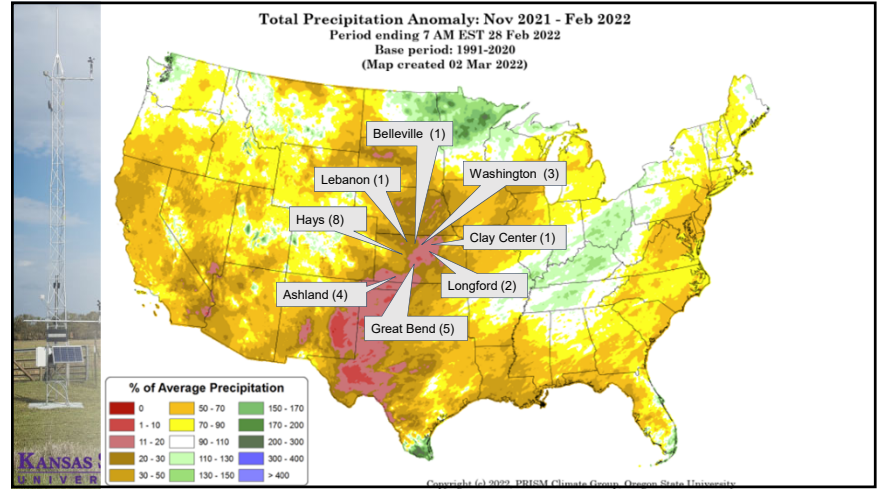 Total Precipitation Anomaly: Nov 2021 - Feb 2022
Period ending 7 AM EST 28 Feb 2022
Base period: 1991-2020
(Map created 02 Mar 2022)
Belleville (1)
Lebanon (1)
Washington (3)
Hays (8)
Clay Center (1)
Longford (2)
Ashland (4)
Great Bend (5)
% of Average Precipitation
0
1 - 10
11 - 20
20 - 30
30 - 50
50 - 70
70 - 90
90 - 110
110 - 130
130 - 150
150 - 170
170 - 200
200 - 300
300 - 400
> 400
KANSAS S
UNIVER
Copyright (c) 2022, PRISM Climate Group, Oregon State University